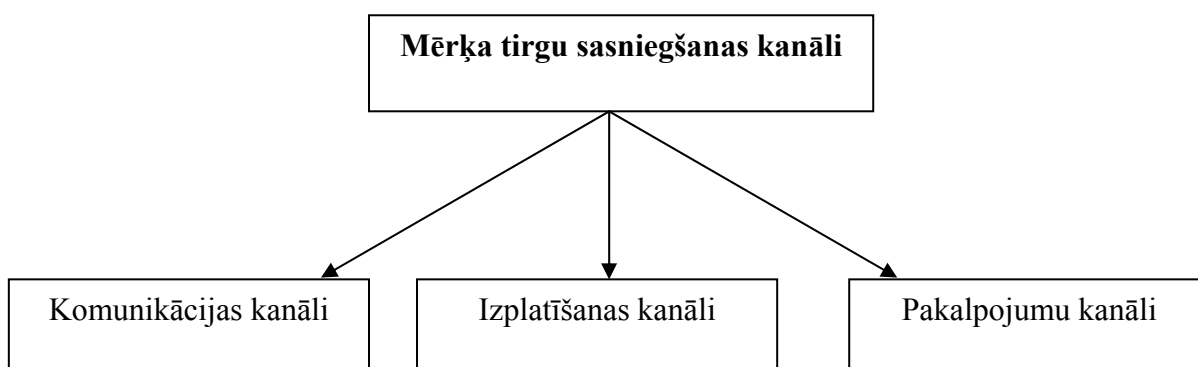 Mērķa tirgu sasniegšanas kanāli
Komunikācijas kanāli
Izplatīšanas kanāli
Pakalpojumu kanāli